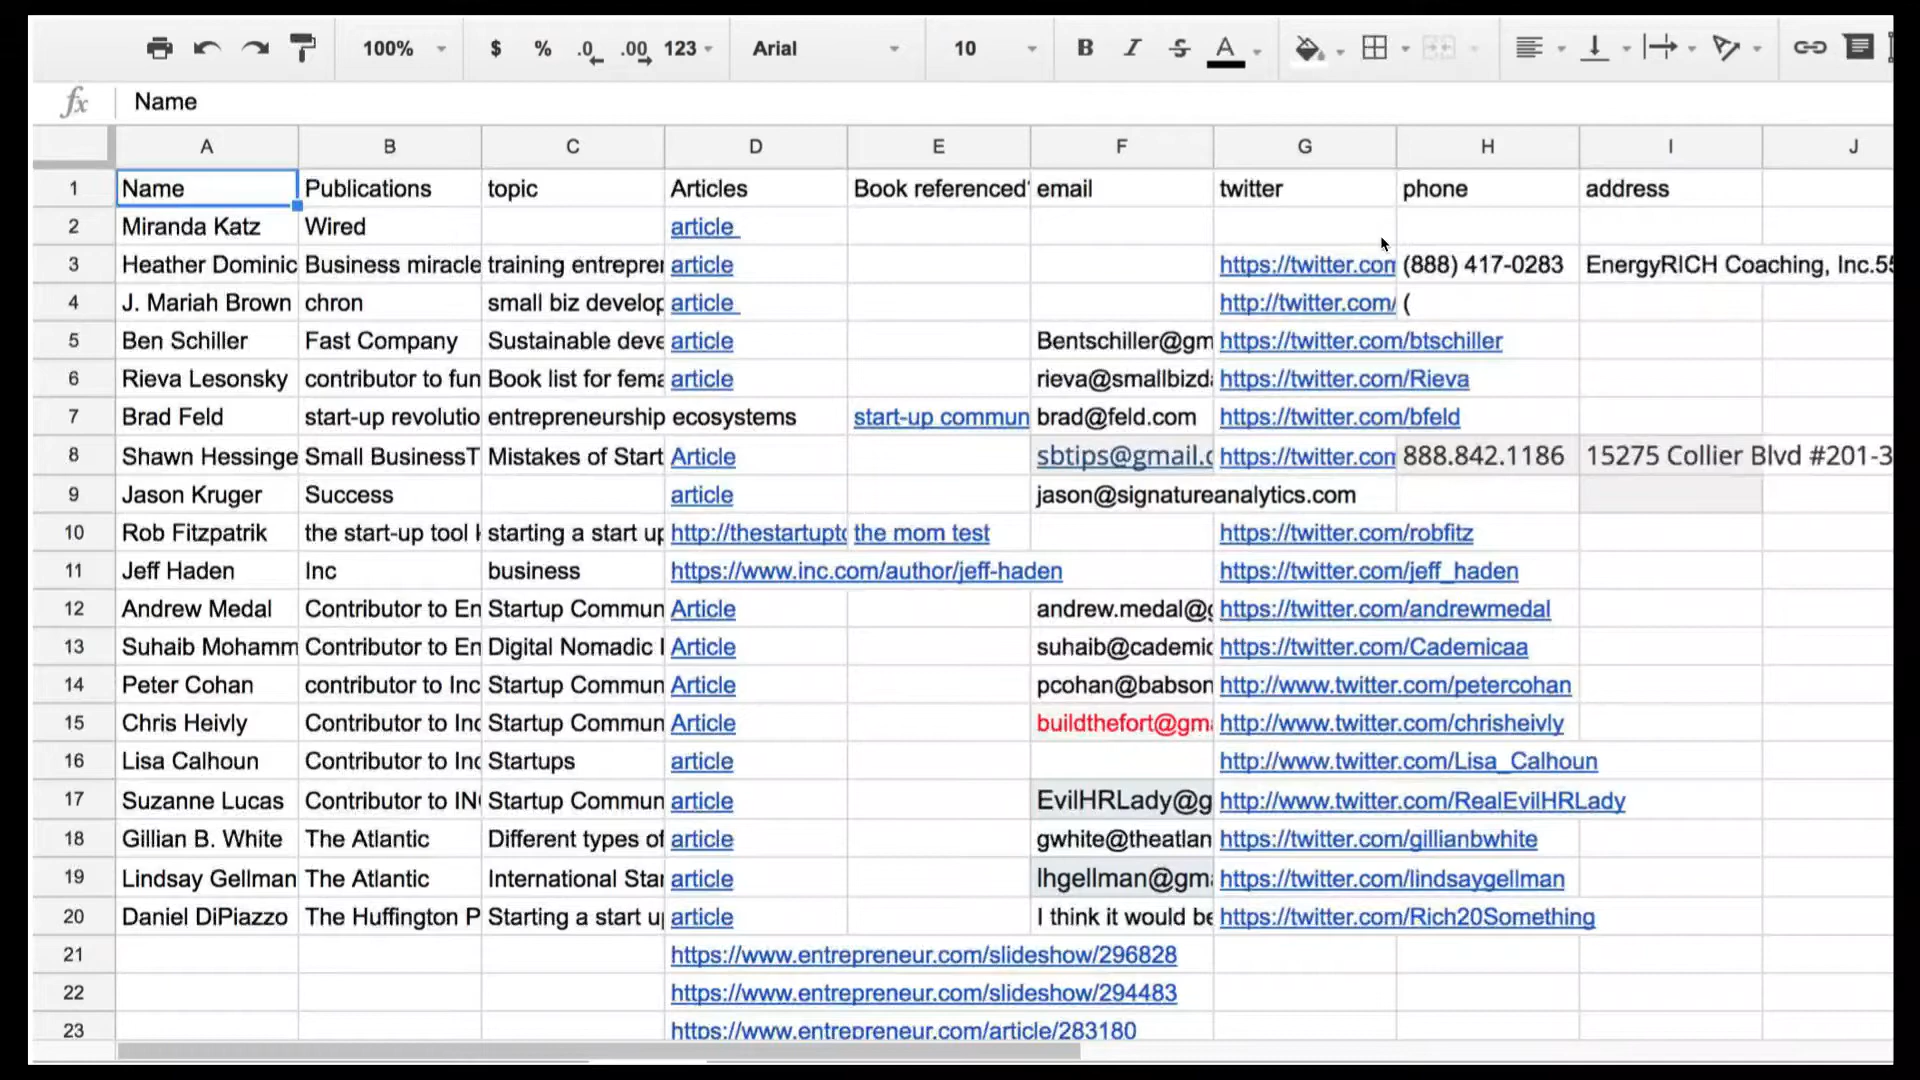 100% $ % .0 .00 123 Arial 10 B I S A
fx Name
A B C D E F G H I J
1 Name Publications topic Articles Book referenced? email twitter phone address
2 Miranda Katz Wired article
3 Heather Dominic Business miracle training entreprer article https://twitter.com (888) 417-0283 EnergyRICH Coaching, Inc.55
4 J. Mariah Brown chron small biz develop article http://twitter.com/ (
5 Ben Schiller Fast Company Sustainable deve article Bentschiller@gm https://twitter.com/btschiller
6 Rieva Lesonsky contributor to fun Book list for fema article rieva@smallbizda https://twitter.com/Rieva
7 Brad Feld start-up revolutio entrepreneurship ecosystems start-up commun brad@feld.com https://twitter.com/bfeld
8 Shawn Hessinge Small BusinessT Mistakes of Start Article sbtips@gmail.c https://twitter.com 888.842.1186 15275 Collier Blvd #201-3
9 Jason Kruger Success article jason@signatureanalytics.com
10 Rob Fitzpatrik the start-up tool k starting a start up http://thestartupto the mom test https://twitter.com/robfitz
11 Jeff Haden Inc business https://www.inc.com/author/jeff-haden https://twitter.com/jeff_haden
12 Andrew Medal Contributor to En Startup Commun Article andrew.medal@g https://twitter.com/andrewmedal
13 Suhaib Mohamm Contributor to En Digital Nomadic l Article suhaib@cademic https://twitter.com/Cademicaa
14 Peter Cohan contributor to Inc Startup Commun Article pcohan@babson http://www.twitter.com/petercohan
15 Chris Heivly Contributor to Inc Startup Commun Article buildthefort@gma http://www.twitter.com/chrisheivly
16 Lisa Calhoun Contributor to Inc Startups article http://www.twitter.com/Lisa_Calhoun
17 Suzanne Lucas Contributor to INC Startup Commun article EvilHRLady@g http://www.twitter.com/RealEvilHRLady
18 Gillian B. White The Atlantic Different types of article gwhite@theatlan https://twitter.com/gillianbwhite
19 Lindsay Gellman The Atlantic International Star article lhgellman@gma https://twitter.com/lindsaygellman
20 Daniel DiPiazzo The Huffington P Starting a start up article I think it would be https://twitter.com/Rich20Something
21 https://www.entrepreneur.com/slideshow/296828
22 https://www.entrepreneur.com/slideshow/294483
23 https://www.entrepreneur.com/article/283180